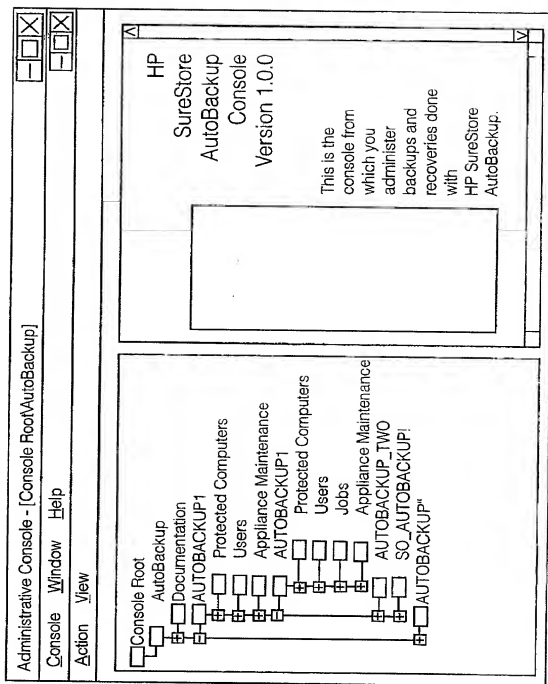 Administrative Console - [Console Root\AutoBackup]
Console Window Help
Action View
Console Root
AutoBackup
Documentation
AUTOBACKUP1
Protected Computers
Users
Appliance Maintenance
AUTOBACKUP1
Protected Computers
Users
Jobs
Appliance Maintenance
AUTOBACKUP_TWO
SO_AUTOBACKUP!
AUTOBACKUP"
HP
SureStore
AutoBackup
Console
Version 1.0.0
This is the
console from
which you
administer
backups and
recoveries done
with
HP SureStore
AutoBackup.